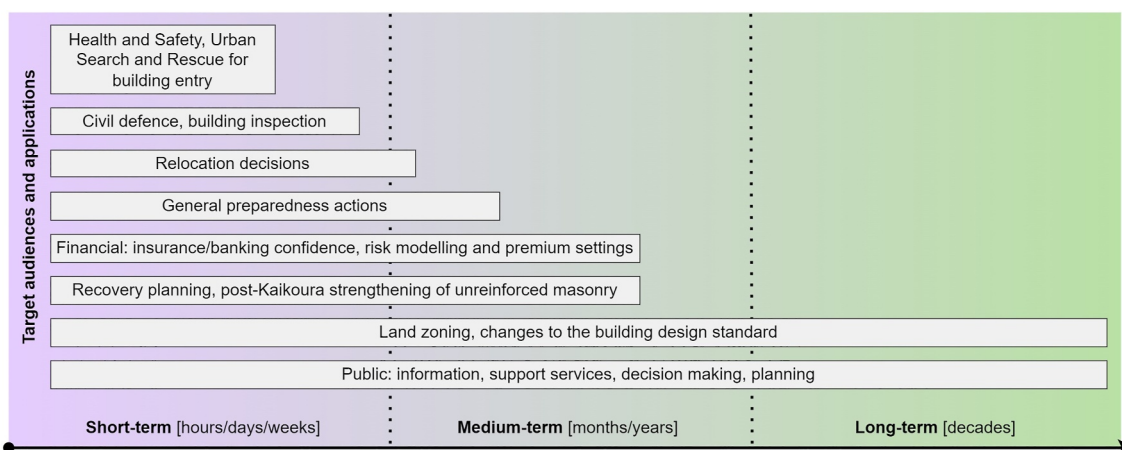 Target audiences and applications
Health and Safety, Urban
Search and Rescue for
building entry
Civil defence, building inspection
Relocation decisions
General preparedness actions
Financial: insurance/banking confidence, risk modelling and premium settings
Recovery planning, post-Kaikoura strengthening of unreinforced masonry
Land zoning, changes to the building design standard
Public: information, support services, decision making, planning
Short-term [hours/days/weeks]
Medium-term [months/years]
Long-term [decades]